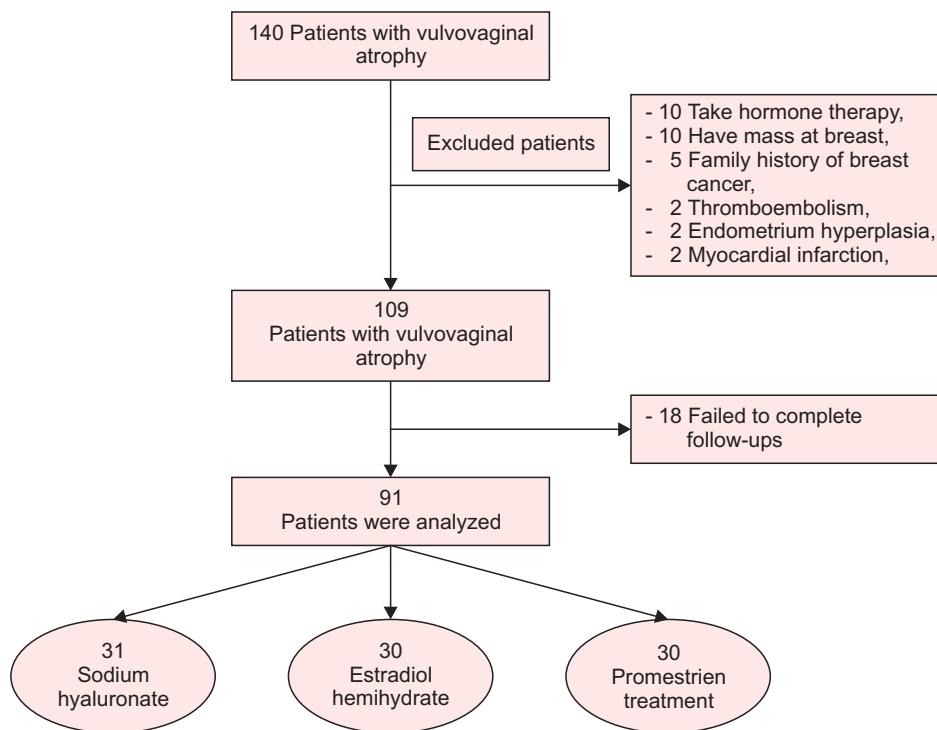 140 Patients with vulvovaginal
atrophy
Excluded patients
- 10 Take hormone therapy,
- 10 Have mass at breast,
- 5 Family history of breast
cancer,
- 2 Thromboembolism,
- 2 Endometrium hyperplasia,
- 2 Myocardial infarction,
109
Patients with vulvovaginal
atrophy
- 18 Failed to complete
follow-ups
91
Patients were analyzed
31
Sodium
hyaluronate
30
Estradiol
hemihydrate
30
Promestrien
treatment